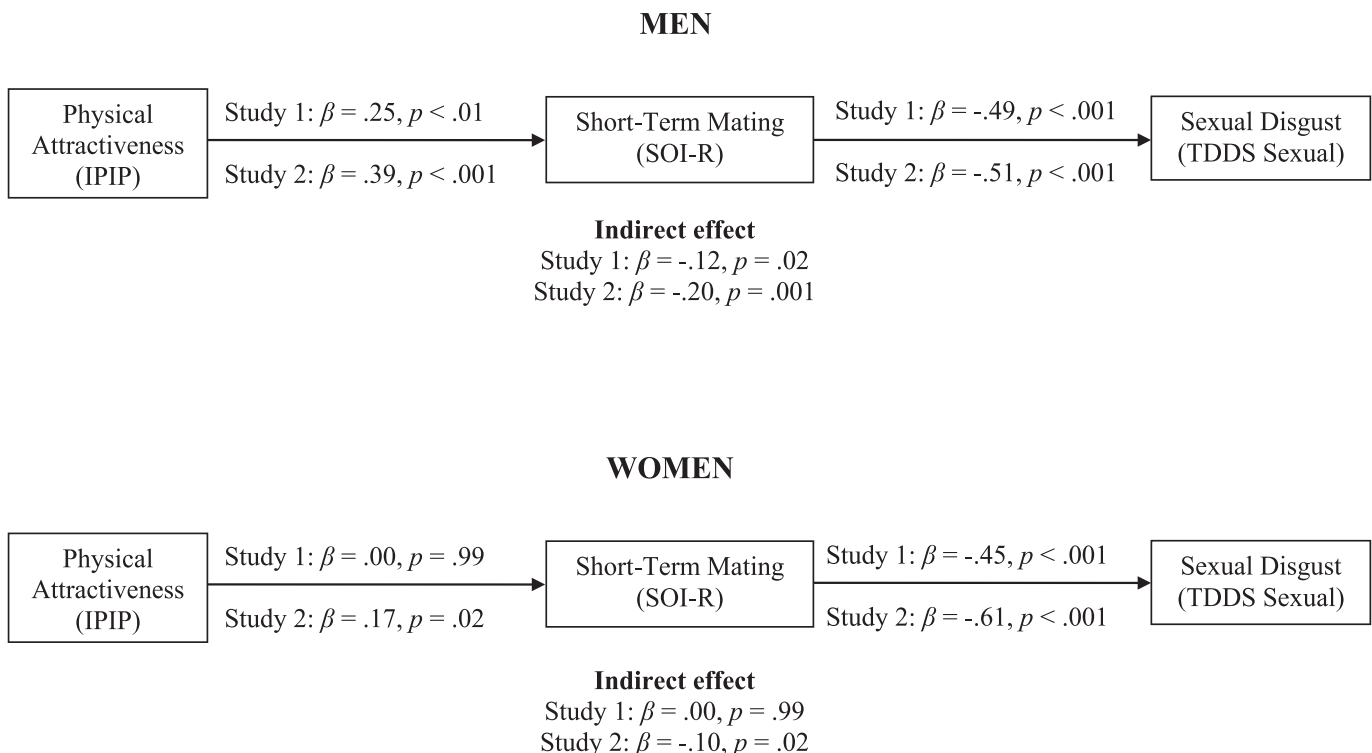 MEN
Physical
Attractiveness
(IPIP)
Study 1: β = .25, p < .01
Study 2: β = .39, p < .001
Short-Term Mating
(SOI-R)
Study 1: β = -.49, p < .001
Study 2: β = -.51, p < .001
Sexual Disgust
(TDDS Sexual)
Indirect effect
Study 1: β = -.12, p = .02
Study 2: β = -.20, p = .001
WOMEN
Physical
Attractiveness
(IPIP)
Study 1: β = .00, p = .99
Study 2: β = .17, p = .02
Short-Term Mating
(SOI-R)
Study 1: β = -.45, p < .001
Study 2: β = -.61, p < .001
Sexual Disgust
(TDDS Sexual)
Indirect effect
Study 1: β = .00, p = .99
Study 2: β = -.10, p = .02